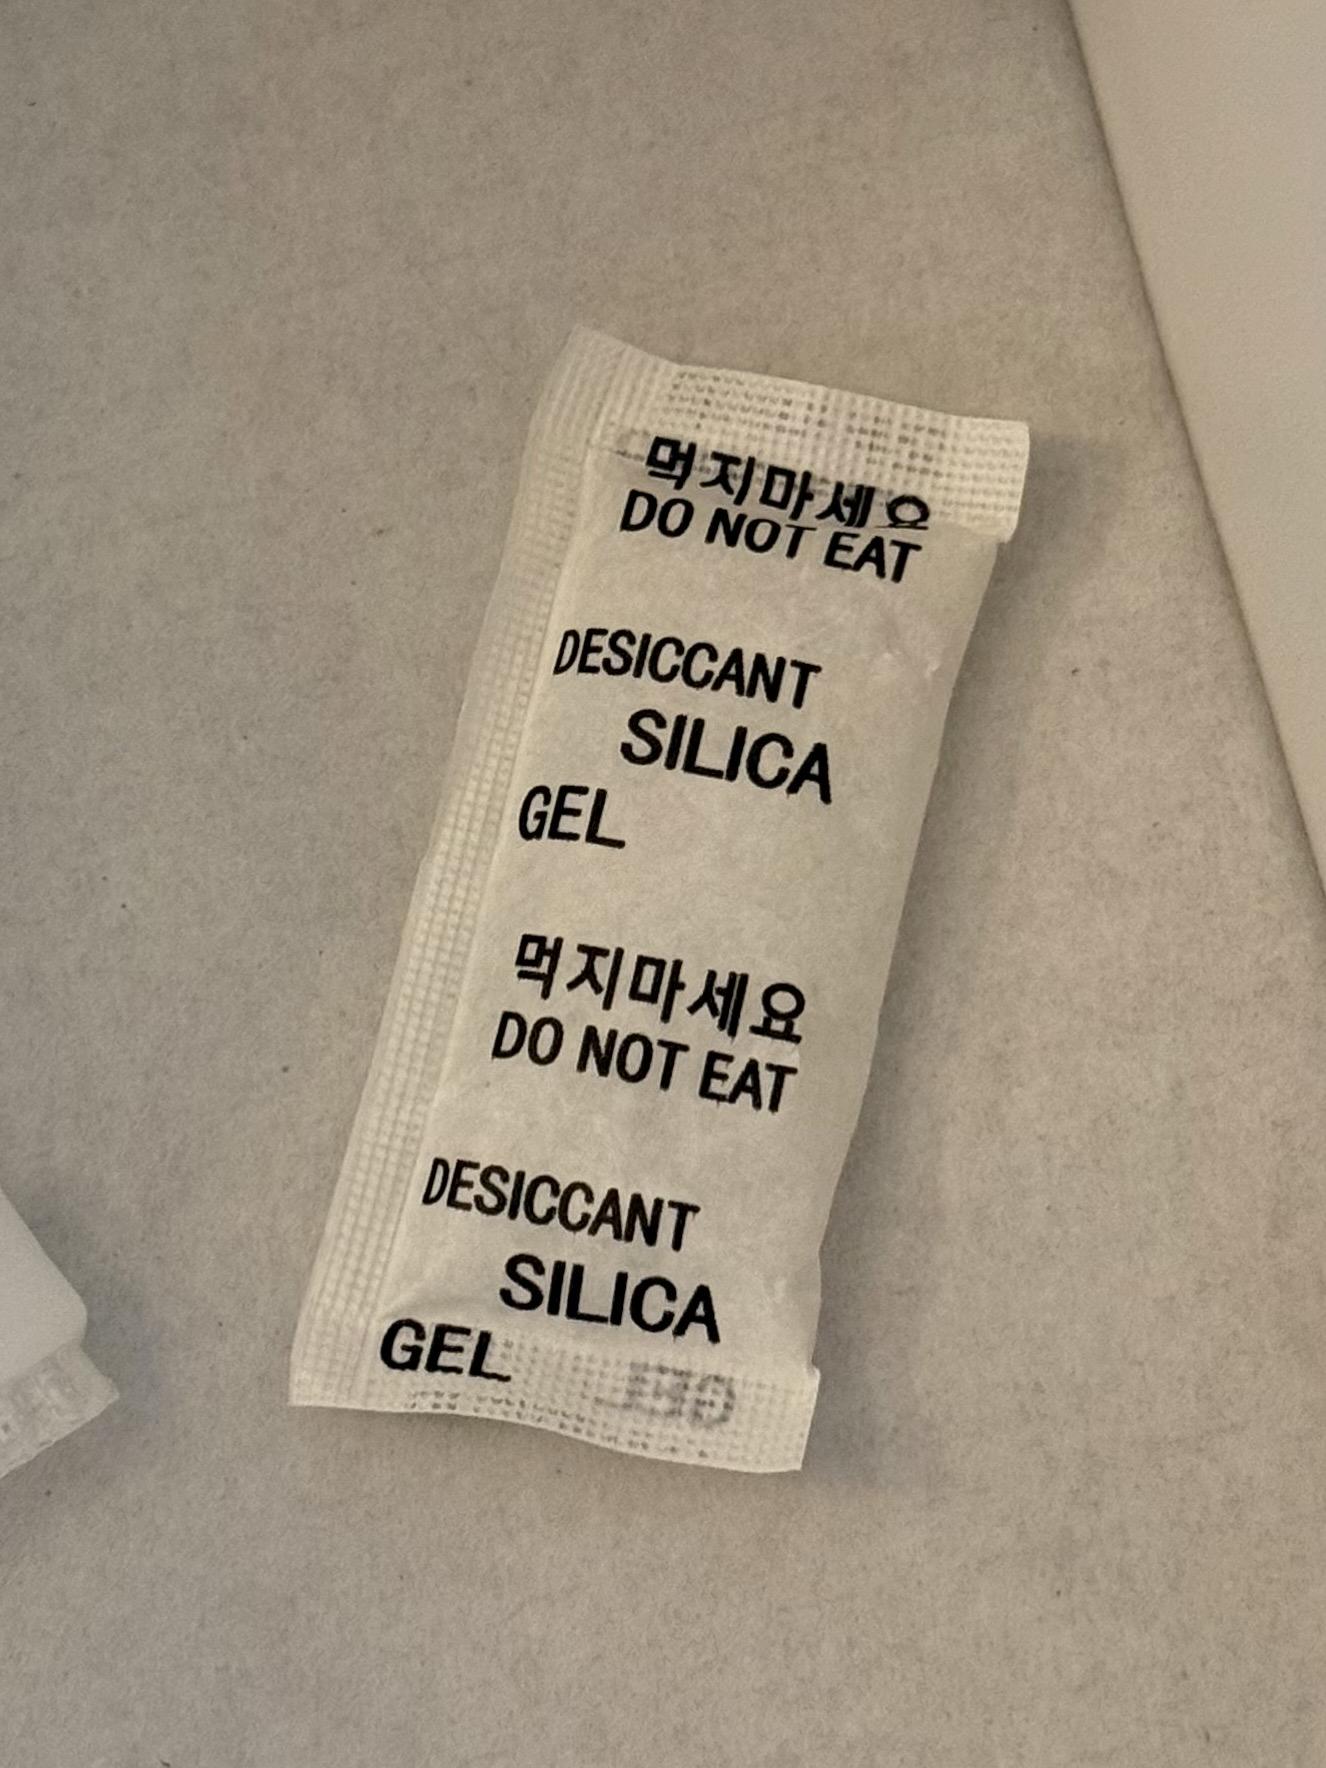 먹지마세요
DO NOT EAT
DESICCANT
SILICA
GEL
먹지마세요
DO NOT EAT
DESICCANT
SILICA
GEL